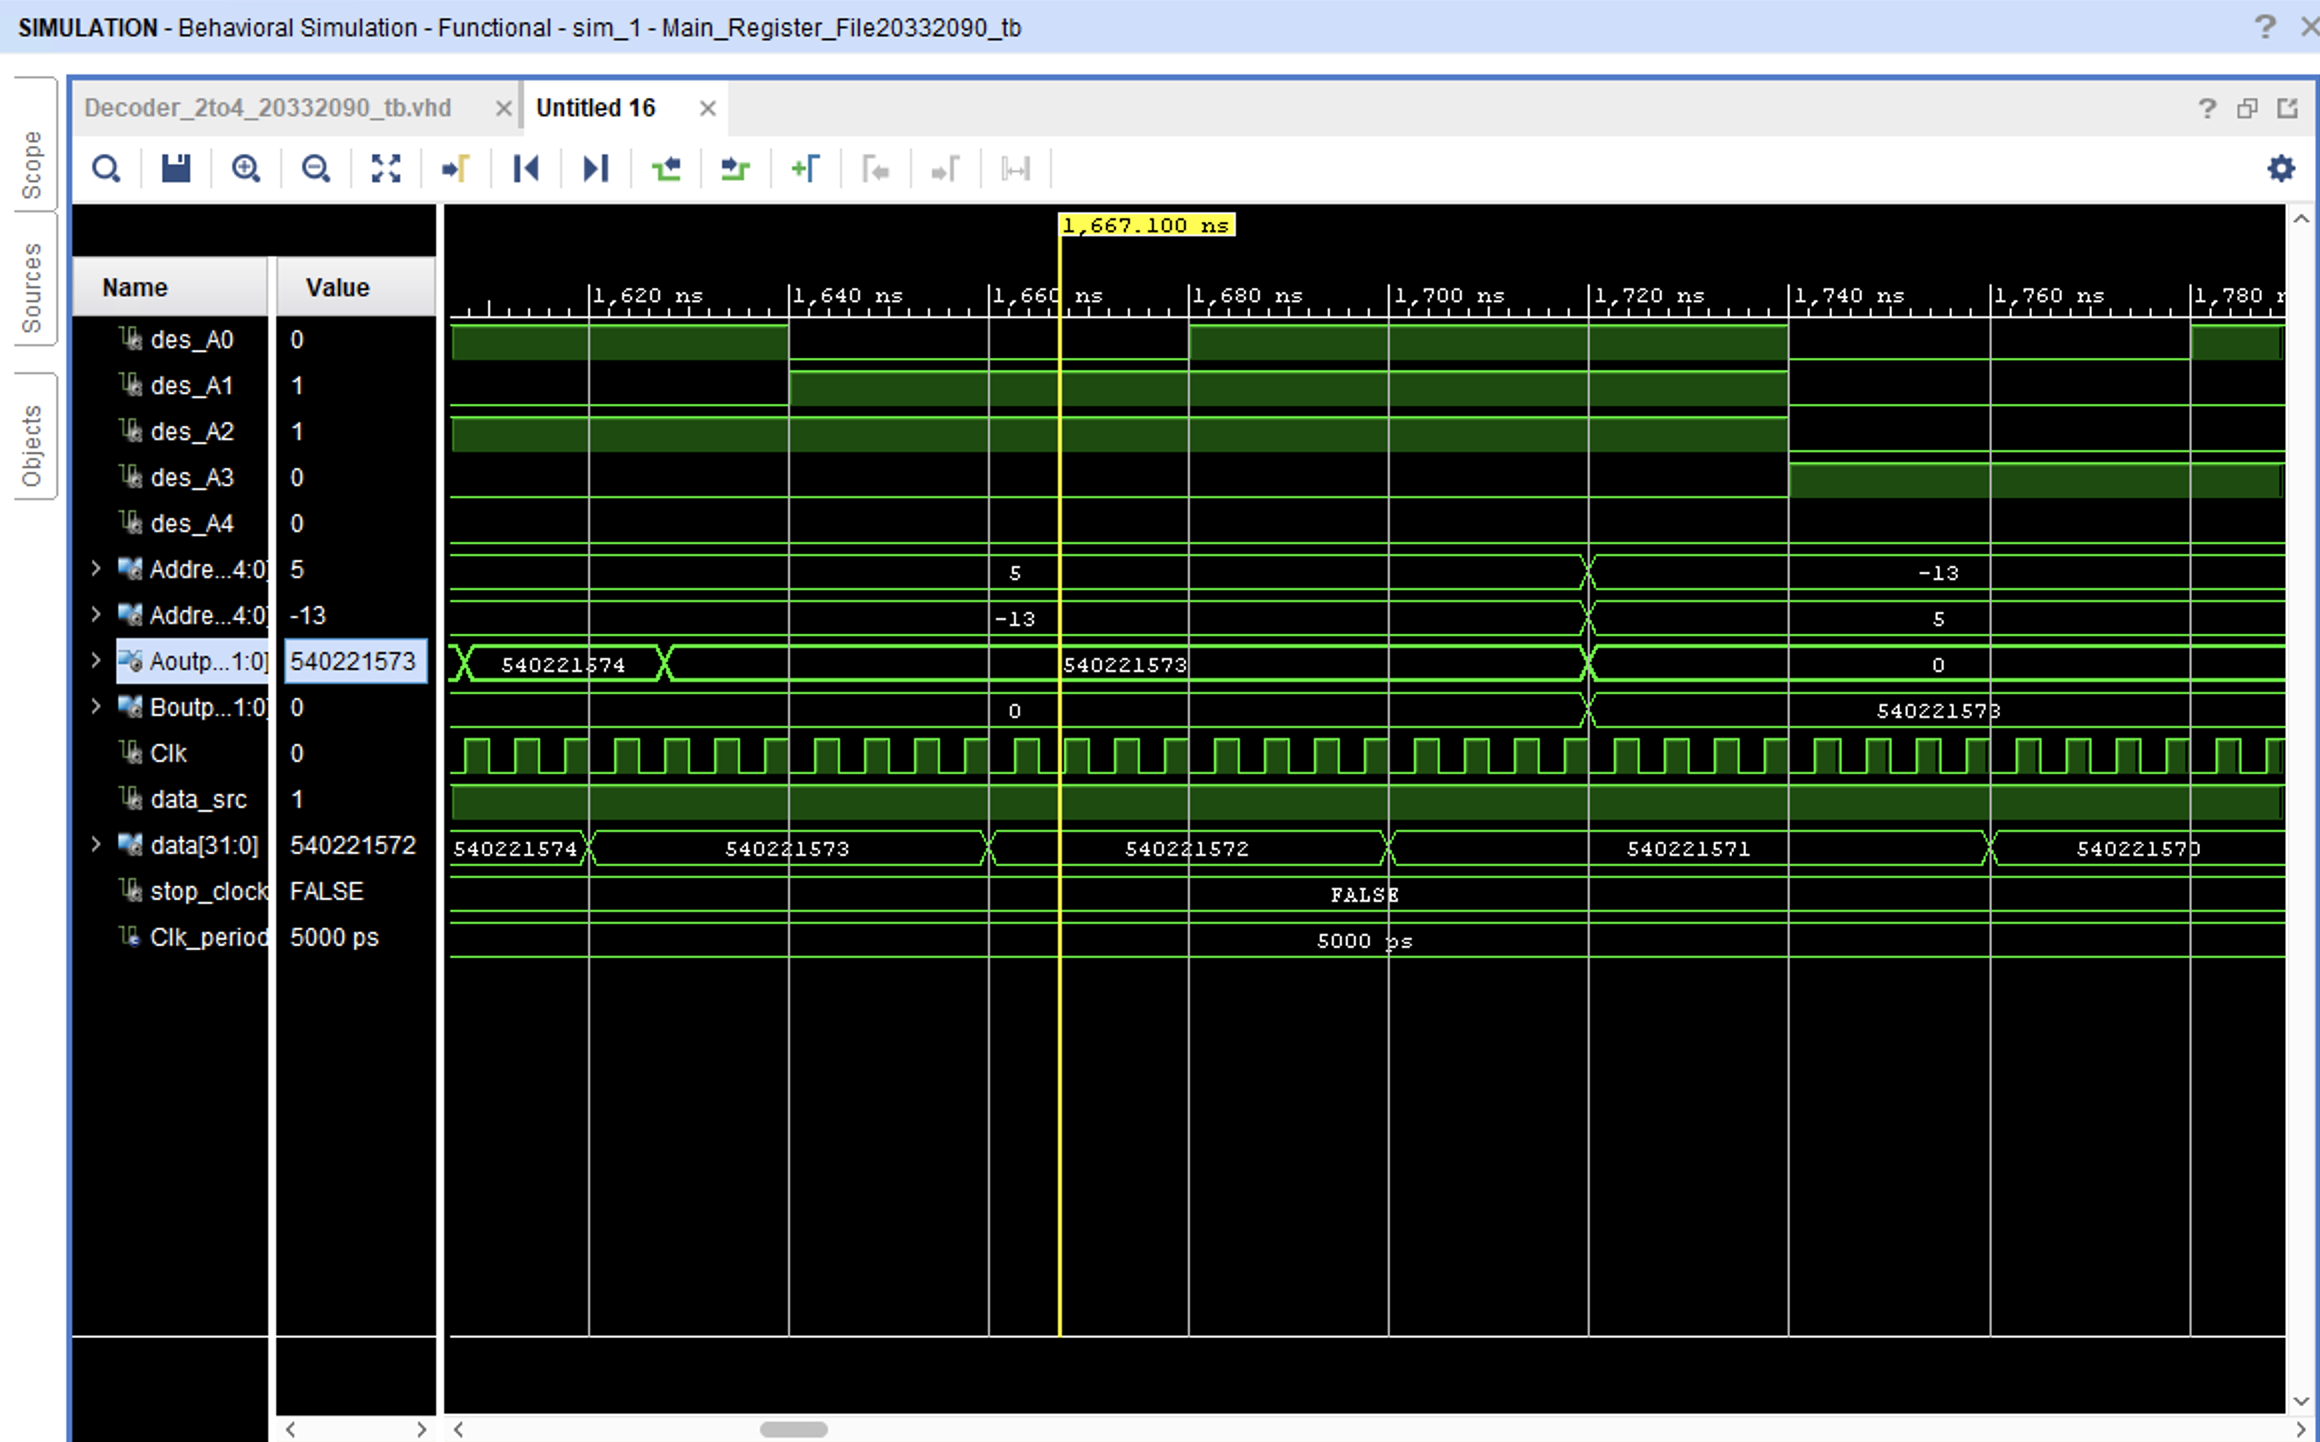 SIMULATION - Behavioral Simulation - Functional - sim_1 - Main_Register_File20332090_tb
Scope
Sources
Objects
Decoder_2to4_20332090_tb.vhd
Untitled 16
1,667.100 ns
Name Value
1,620 ns 1,640 ns 1,660 ns 1,680 ns 1,700 ns 1,720 ns 1,740 ns 1,760 ns 1,780 n
des_A0 0
des_A1 1
des_A2 1
des_A3 0
des_A4 0
Addre...4:0] 5 5 -13
Addre...4:0] -13 -13 5
Aoutp...1:0] 540221573 540221574 540221573 0
Boutp...1:0] 0 0 540221573
Clk 0
data_src 1
data[31:0] 540221572 540221574 540221573 540221572 540221571 540221570
stop_clock FALSE FALSE
Clk_period 5000 ps 5000 ps